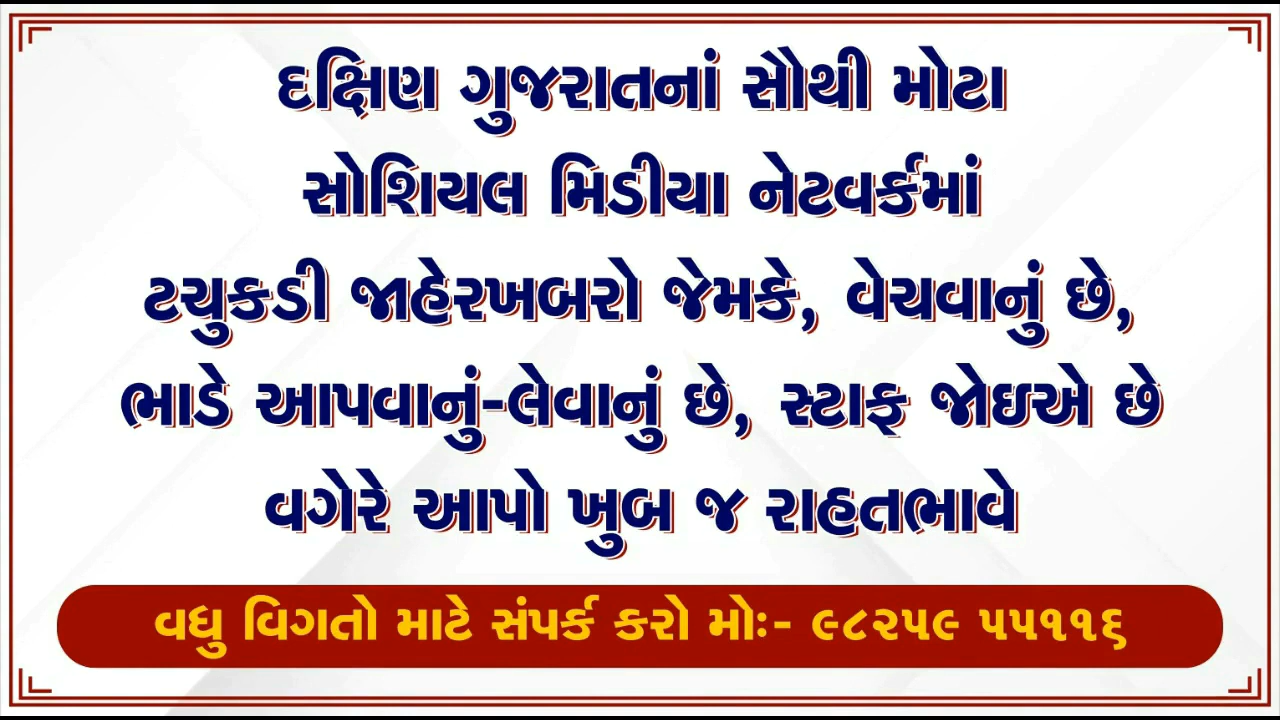 દક્ષિણ ગુજરાતનાં સૌથી મોટા
સોશિયલ મિડીયા નેટવર્કમાં
ટચુકડી જાહેરખબરો જેમકે, વેચવાનું છે,
ભાડે આપવાનું-લેવાનું છે, સ્ટાફ જોઇએ છે
વગેરે આપો ખુબ જ રાહતભાવે
વધુ વિગતો માટે સંપર્ક કરો મોઃ- ૯૮૨૫૯ ૫૫૧૧૬